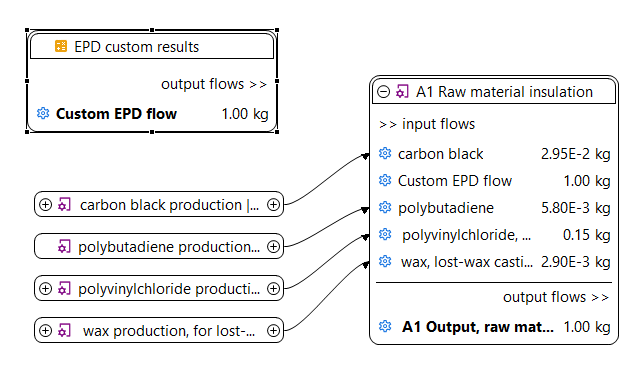 EPD custom results
output flows >>
Custom EPD flow 1.00 kg
A1 Raw material insulation
>> input flows
carbon black 2.95E-2 kg
Custom EPD flow 1.00 kg
polybutadiene 5.80E-3 kg
polyvinylchloride, ... 0.15 kg
wax, lost-wax casti... 2.90E-3 kg
output flows >>
A1 Output, raw mat... 1.00 kg
carbon black production |...
polybutadiene production...
polyvinylchloride producti...
wax production, for lost-...